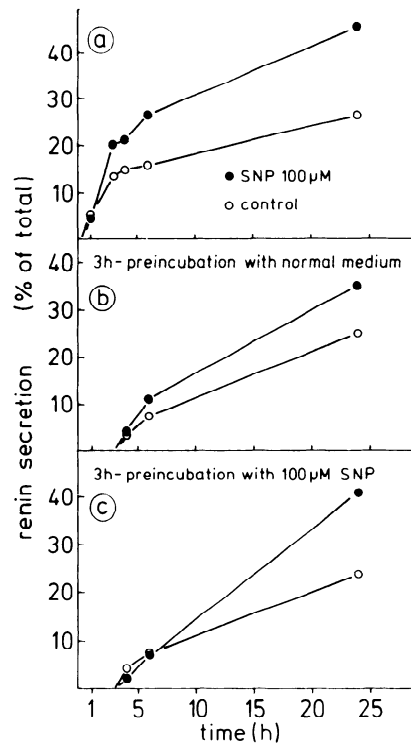 a
40
30
20
10
SNP 100µM
control
renin secretion (% of total)
3h-preincubation with normal medium
b
40
30
20
10
3h-preincubation with 100µM SNP
c
40
30
20
10
1 5 10 15 20 25
time(h)